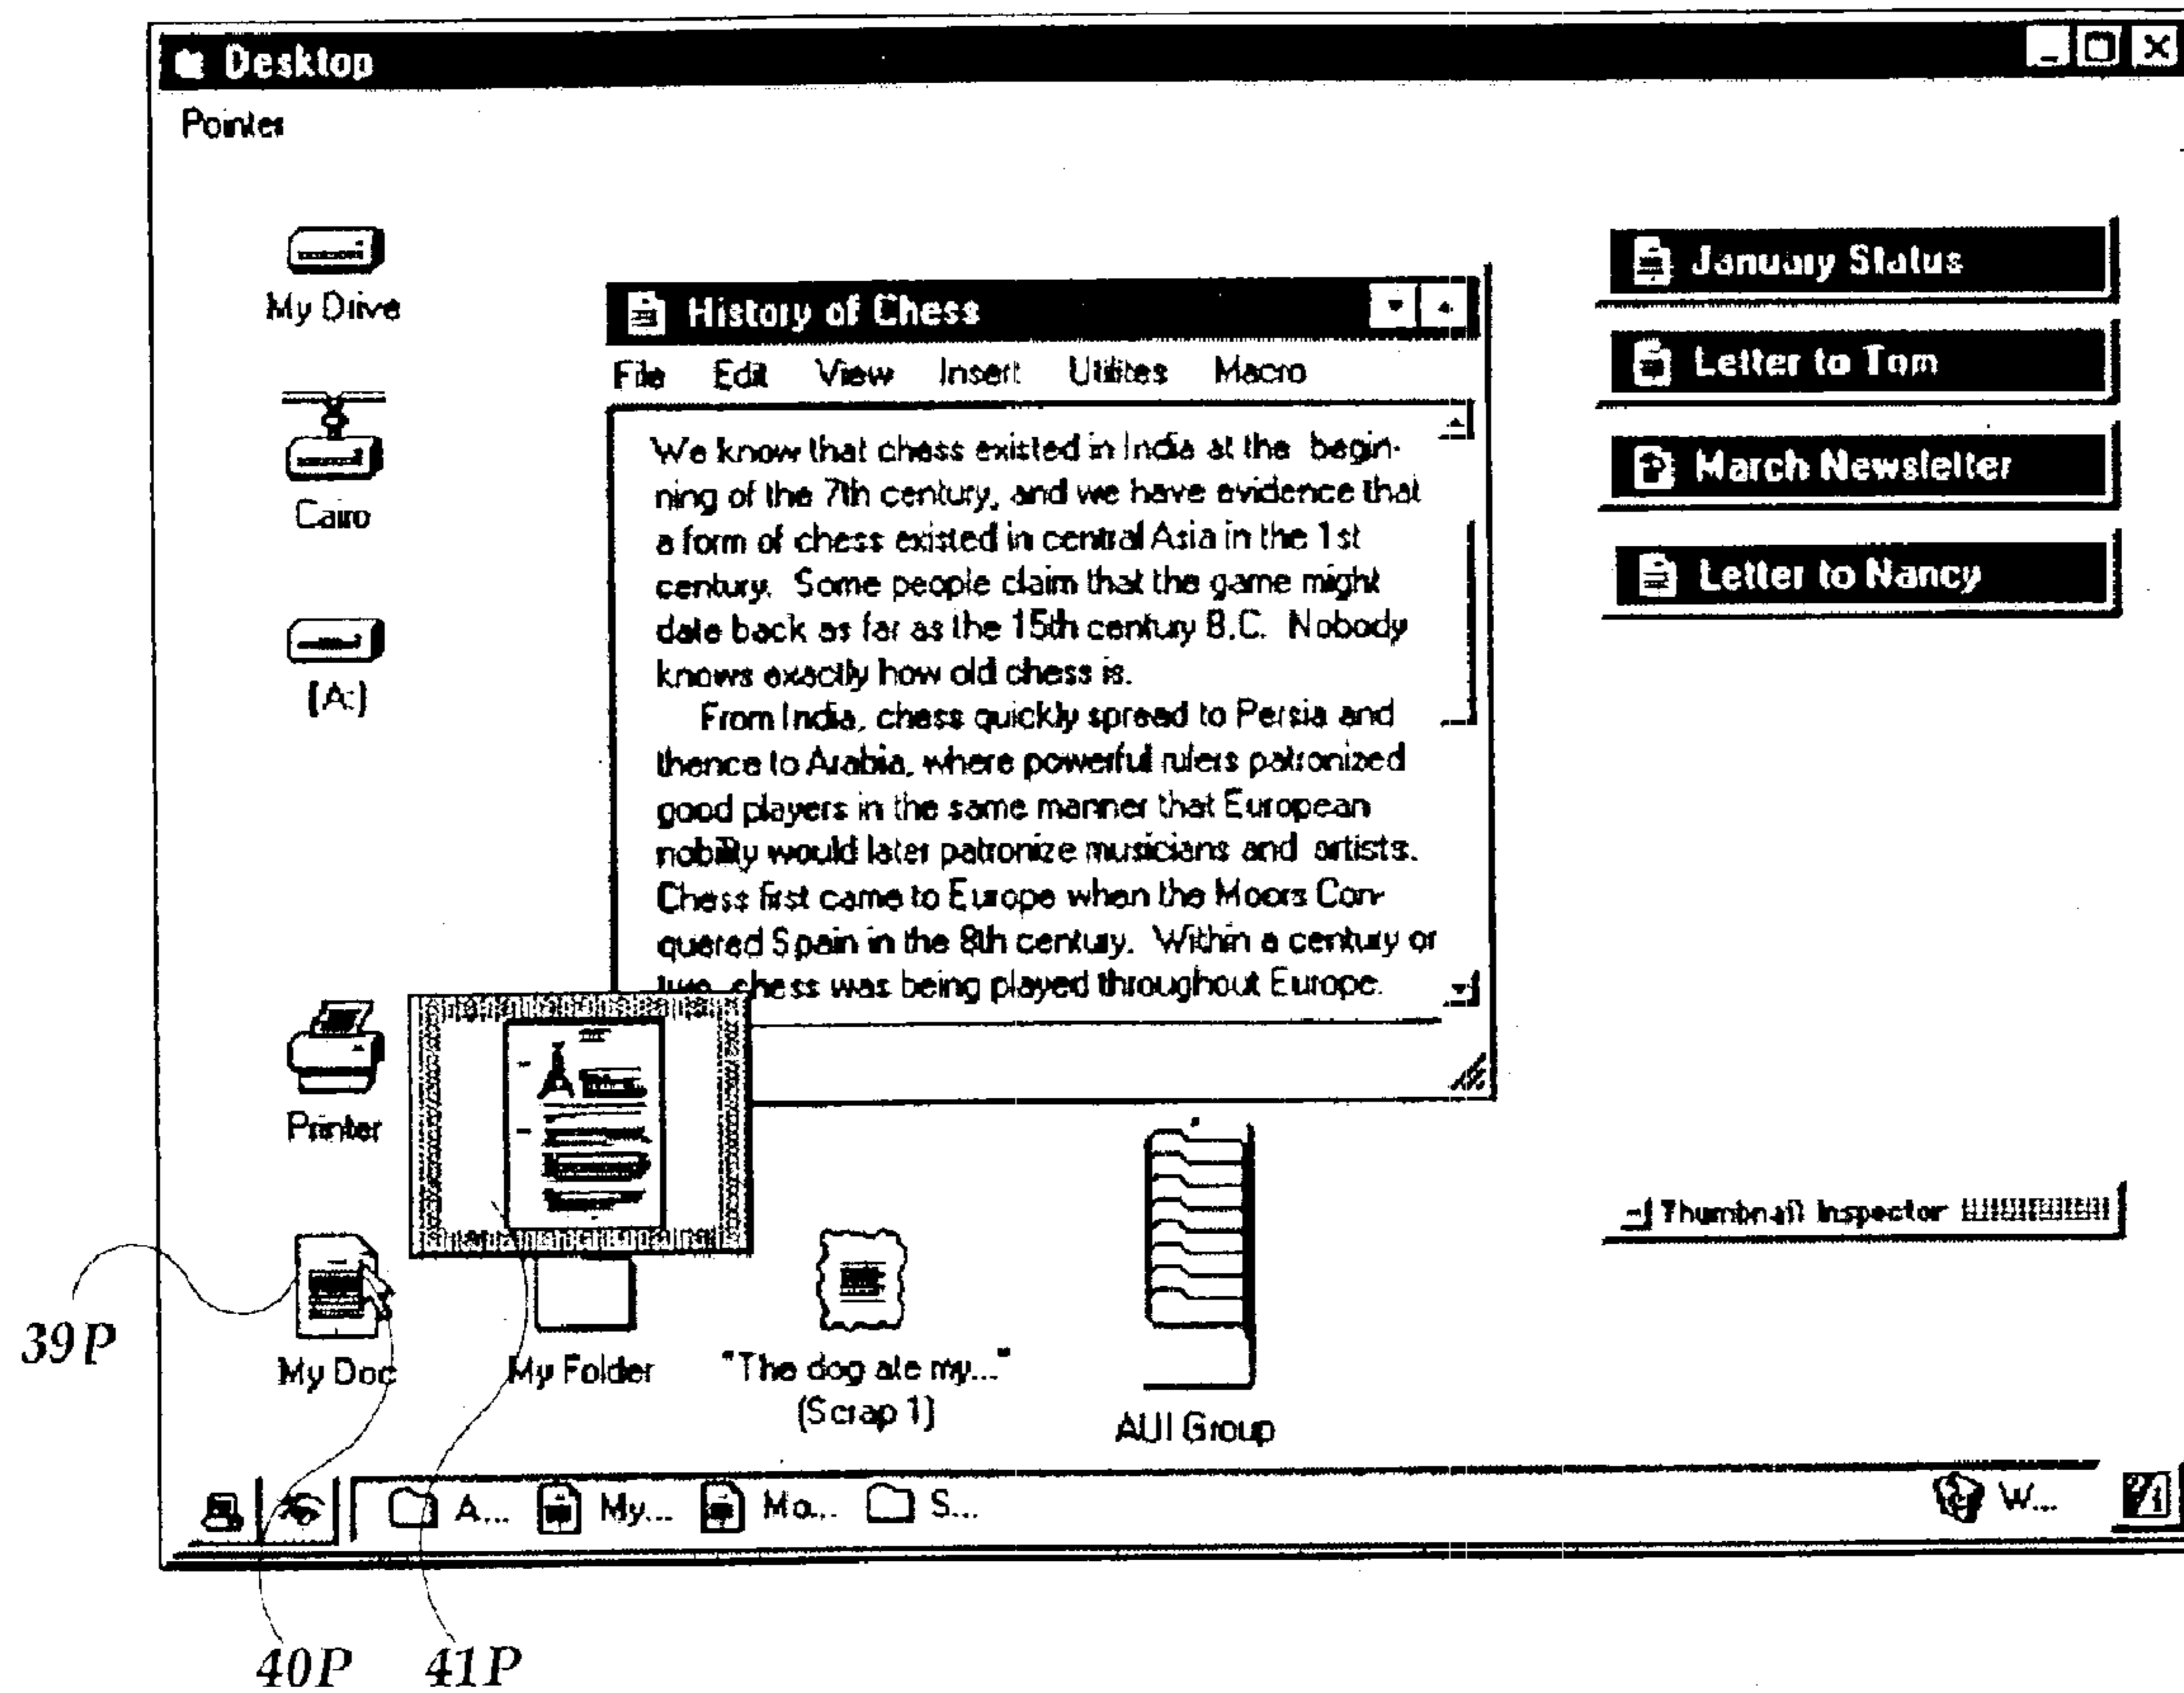 Desktop
Pointer
My Drive
Cairo
(A:)
Printer
My Doc
My Folder
"The dog ate my..."
(Scrap 1)
AUI Group
History of Chess
File Edit View Insert Utilites Macro
We know that chess existed in India at the begin-
ning of the 7th century, and we have evidence that
a form of chess existed in central Asia in the 1st
century. Some people claim that the game might
date back as far as the 15th century B.C. Nobody
knows exactly how old chess is.
From India, chess quickly spread to Persia and
thence to Arabia, where powerful rulers patronized
good players in the same manner that European
nobility would later patronize musicians and artists.
Chess first came to Europe when the Moors Con-
quered Spain in the 8th century. Within a century or
two, chess was being played throughout Europe.
January Status
Letter to Tom
March Newsletter
Letter to Nancy
Thumbnail Inspector
A... My... Mo... S... W...
39P
40P 41P